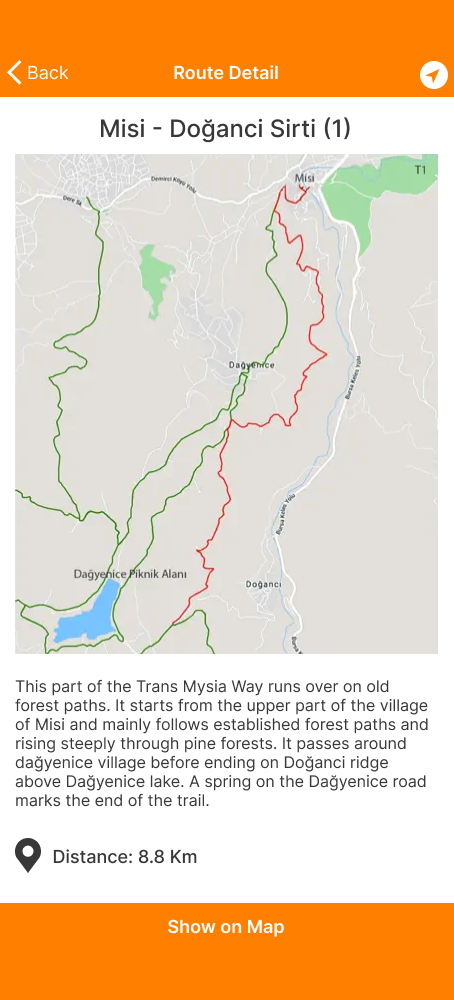 Back
Route Detail
Misi - Doğanci Sirti (1)
Misi
T1
Demirci Köyü Yolu
Dere Sk
Dağyenice
Bursa Keles Yolu
Bursa Keles Yolu
Dağyenice Piknik Alanı
Doğancı
Bursa Ke
This part of the Trans Mysia Way runs over on old
forest paths. It starts from the upper part of the village
of Misi and mainly follows established forest paths and
rising steeply through pine forests. It passes around
dağyenice village before ending on Doğanci ridge
above Dağyenice lake. A spring on the Dağyenice road
marks the end of the trail.
Distance: 8.8 Km
Show on Map